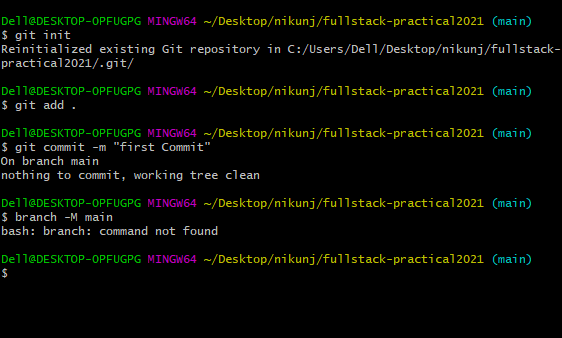 Dell@DESKTOP-OPFUGPG MINGW64 ~/Desktop/nikunj/fullstack-practical2021 (main)
$ git init
Reinitialized existing Git repository in C:/Users/Dell/Desktop/nikunj/fullstack-
practical2021/.git/
Dell@DESKTOP-OPFUGPG MINGW64 ~/Desktop/nikunj/fullstack-practical2021 (main)
$ git add .
Dell@DESKTOP-OPFUGPG MINGW64 ~/Desktop/nikunj/fullstack-practical2021 (main)
$ git commit -m "first Commit"
On branch main
nothing to commit, working tree clean
Dell@DESKTOP-OPFUGPG MINGW64 ~/Desktop/nikunj/fullstack-practical2021 (main)
$ branch -M main
bash: branch: command not found
Dell@DESKTOP-OPFUGPG MINGW64 ~/Desktop/nikunj/fullstack-practical2021 (main)
$